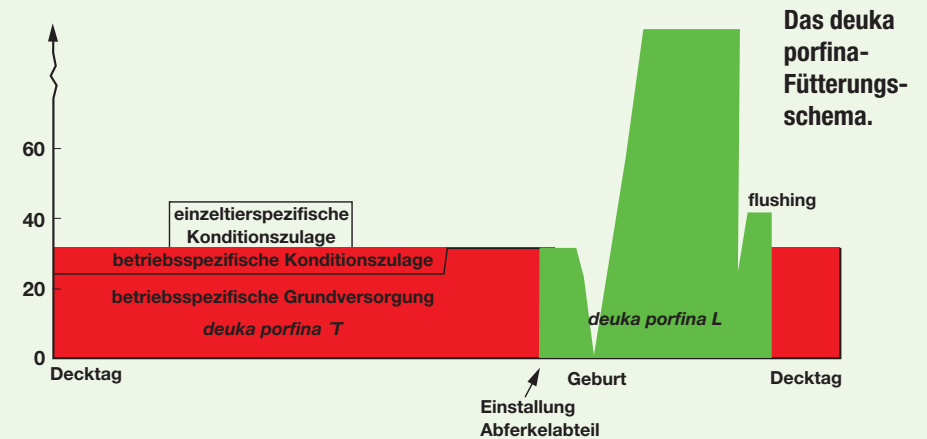 Das deuka
porfina-
Fütterungs-
schema.
60
40
20
0
einzeltierspezifische
Konditionszulage
betriebsspezifische Konditionszulage
betriebsspezifische Grundversorgung
deuka porfina T
deuka porfina L
flushing
Decktag
Geburt
Decktag
Einstallung
Abferkelabteil